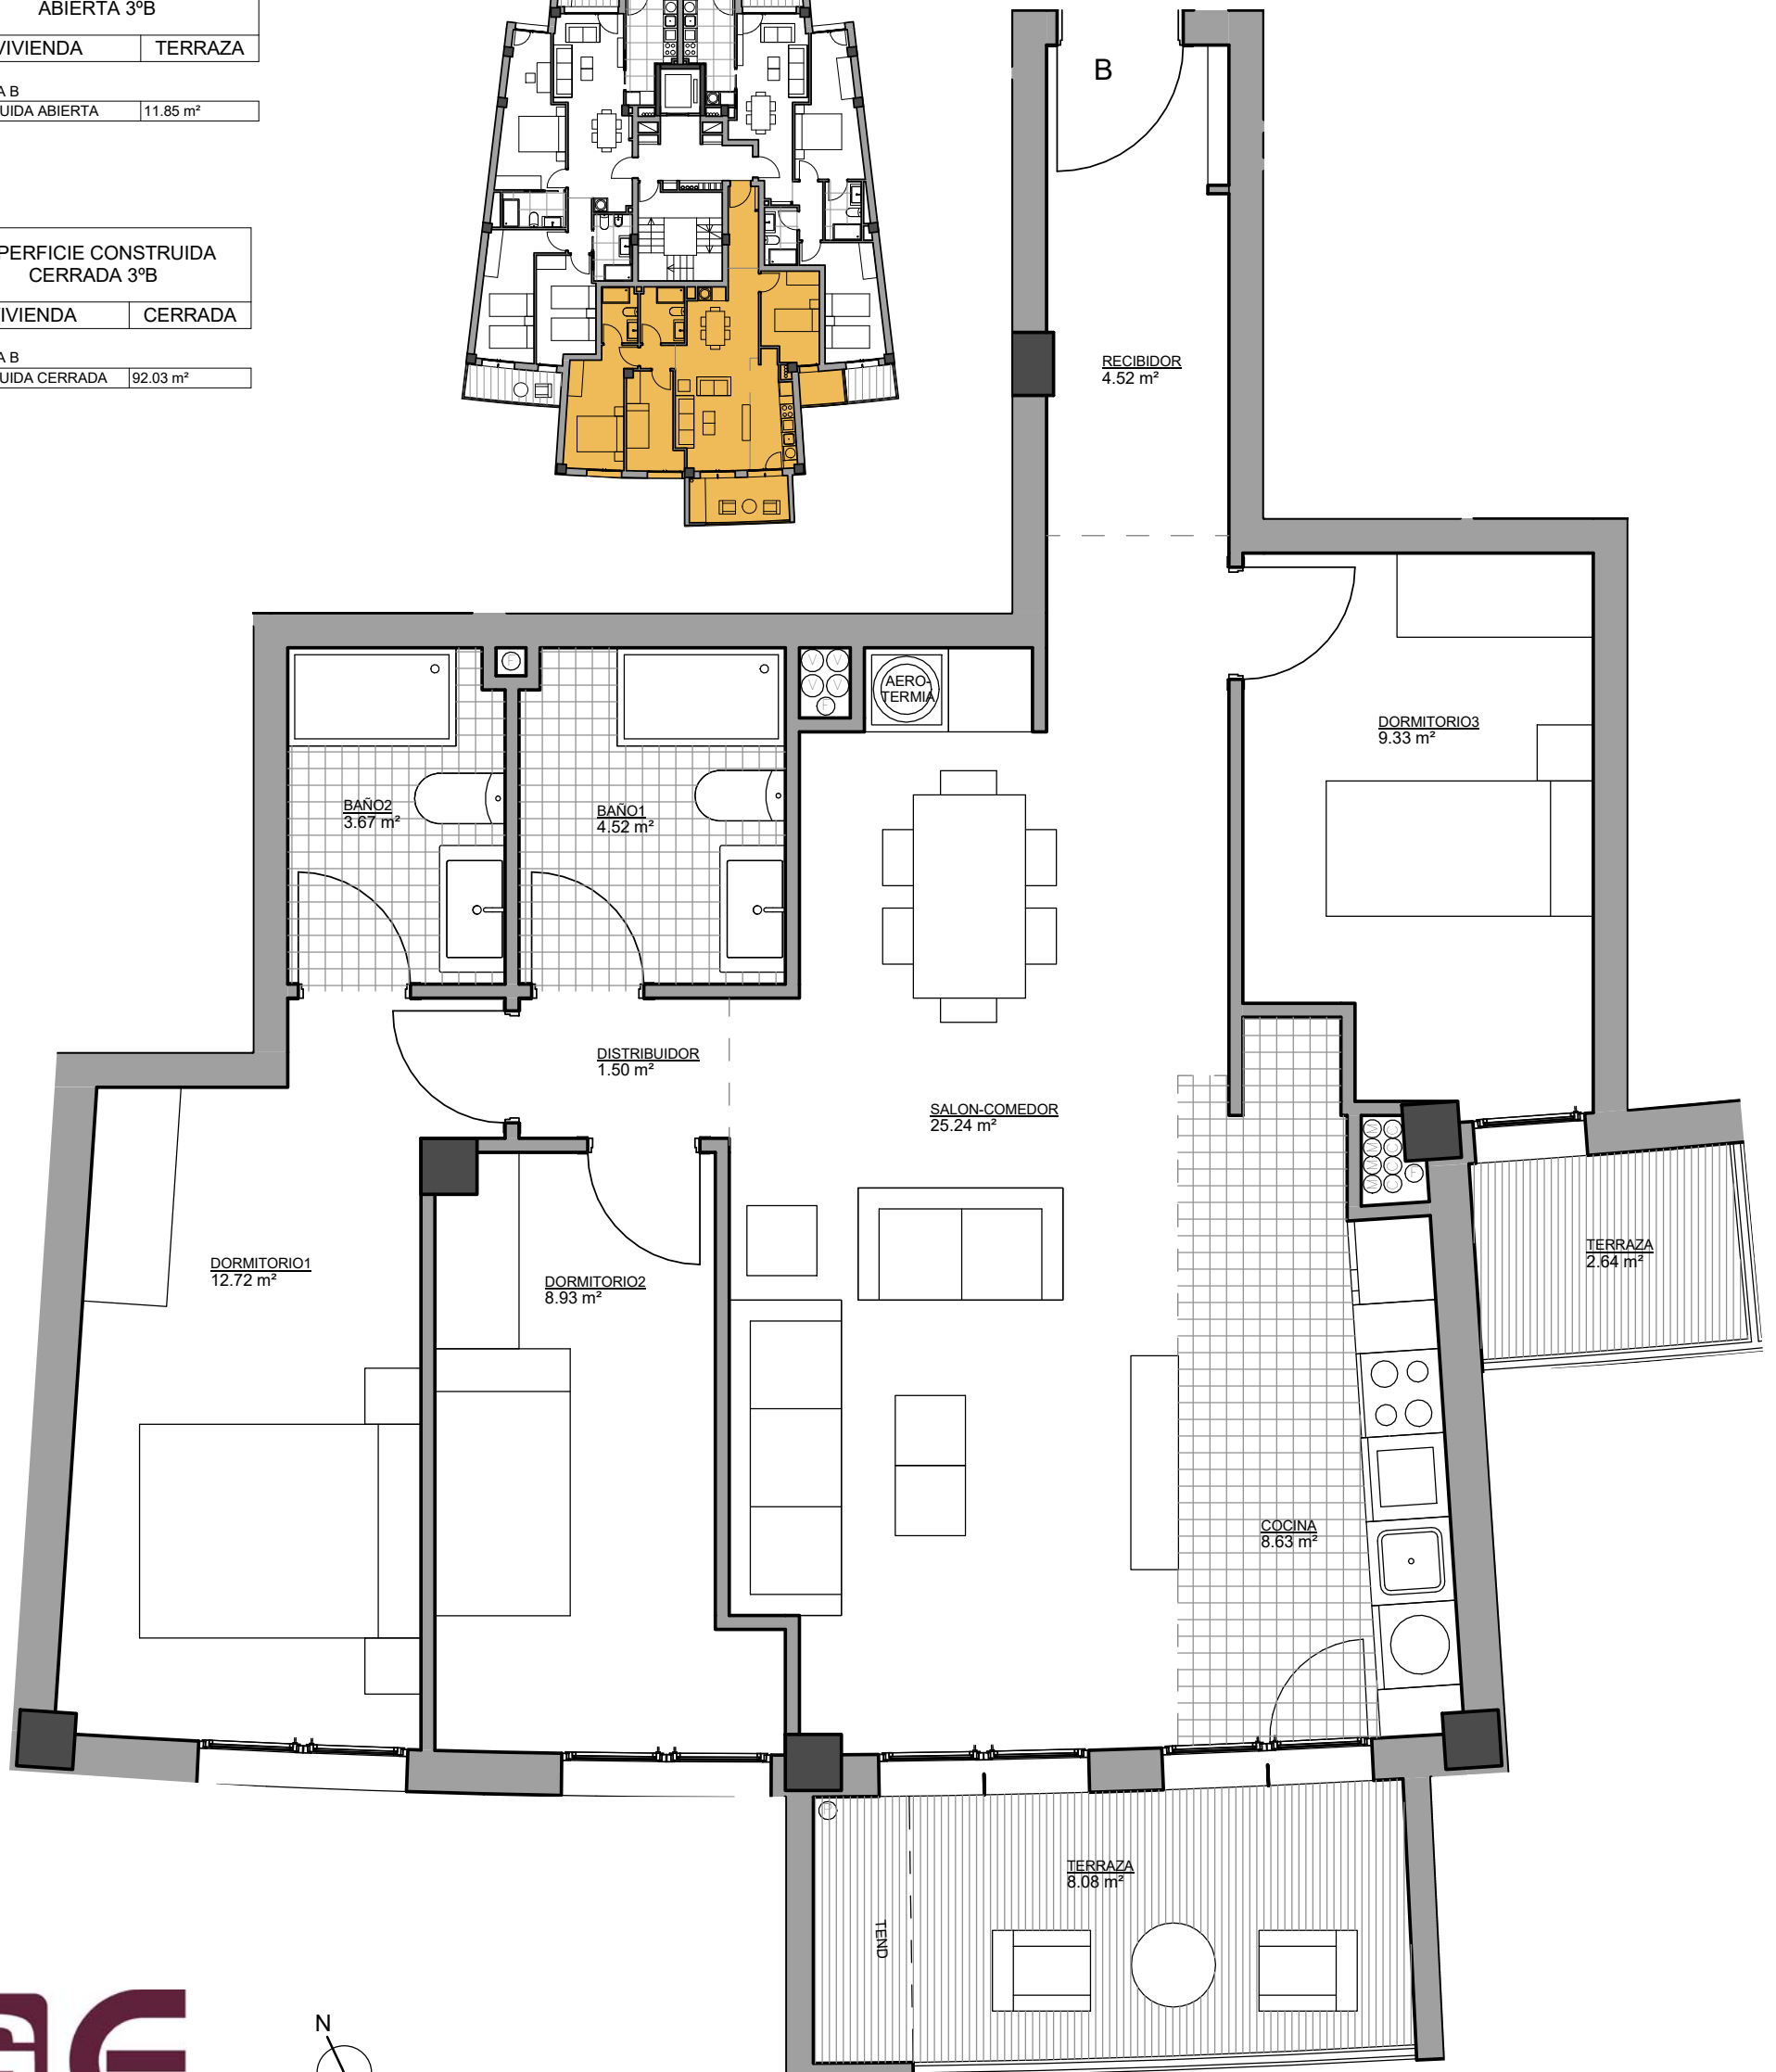 ABIERTA 3ºB
VIVIENDA TERRAZA
A B
UIDA ABIERTA 11.85 m²
PERFICIE CONSTRUIDA
CERRADA 3ºB
VIVIENDA CERRADA
A B
UIDA CERRADA 92.03 m²
B
RECIBIDOR
4.52 m²
AERO-
TERMIA
DORMITORIO3
9.33 m²
BAÑO2
3.67 m²
BAÑO1
4.52 m²
DISTRIBUIDOR
1.50 m²
SALON-COMEDOR
25.24 m²
TERRAZA
2.64 m²
DORMITORIO1
12.72 m²
DORMITORIO2
8.93 m²
COCINA
8.63 m²
TERRAZA
8.08 m²
TEND
N